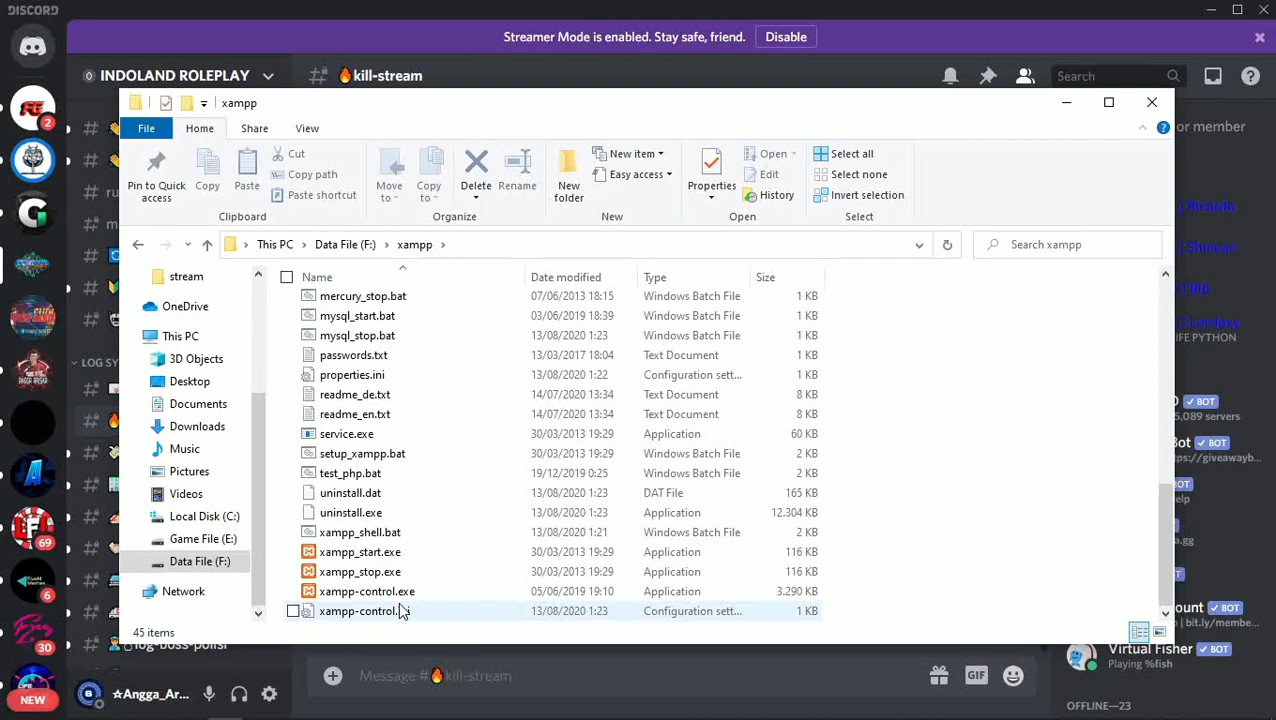 DISCORD
Streamer Mode is enabled. Stay safe, friend.
Disable
INDOLAND ROLEPLAY
kill-stream
Search
xampp
File
Home
Share
View
or member
Pin to Quick access
Copy
Paste
Cut
Copy path
Paste shortcut
Clipboard
Move to
Copy to
Delete
Rename
Organize
New folder
New item
Easy access
New
Properties
Open
Edit
History
Open
Select all
Select none
Invert selection
Select
This PC
Data File (F:)
xampp
Search xampp
stream
OneDrive
This PC
3D Objects
Desktop
Documents
Downloads
Music
Pictures
Videos
Local Disk (C:)
Game File (E:)
Data File (F:)
Network
Name Date modified Type Size
mercury_stop.bat 07/06/2013 18:15 Windows Batch File 1 KB
mysql_start.bat 03/06/2019 18:39 Windows Batch File 1 KB
mysql_stop.bat 13/08/2020 1:22 Windows Batch File 1 KB
passwords.txt 13/03/2017 18:04 Text Document 1 KB
properties.ini 13/08/2020 1:22 Configuration sett... 1 KB
readme_de.txt 14/07/2020 13:34 Text Document 8 KB
readme_en.txt 14/07/2020 13:34 Text Document 8 KB
service.exe 30/03/2013 19:29 Application 60 KB
setup_xampp.bat 30/03/2013 19:29 Windows Batch File 2 KB
test_php.bat 19/12/2019 0:25 Windows Batch File 2 KB
uninstall.dat 13/08/2020 1:23 DAT File 165 KB
uninstall.exe 13/08/2020 1:23 Application 12.304 KB
xampp_shell.bat 13/08/2020 1:21 Windows Batch File 2 KB
xampp_start.exe 30/03/2013 19:29 Application 116 KB
xampp_stop.exe 30/03/2013 19:29 Application 116 KB
xampp-control.exe 05/06/2019 19:10 Application 3.290 KB
xampp-control. 13/08/2020 1:23 Configuration sett... 1 KB
45 items
LOG SY
log-boss-polisi
IFE PYTHON
BOT
5,089 servers
Bot BOT
ttps://giveawayb
BOT
help
BOT
e.gg
ount BOT
| bit.ly/membe
Virtual Fisher BOT
Playing %fish
OFFLINE—23
2
69
6
30
NEW
☆Angga_Ar...
Message #🔥kill-stream
GIF